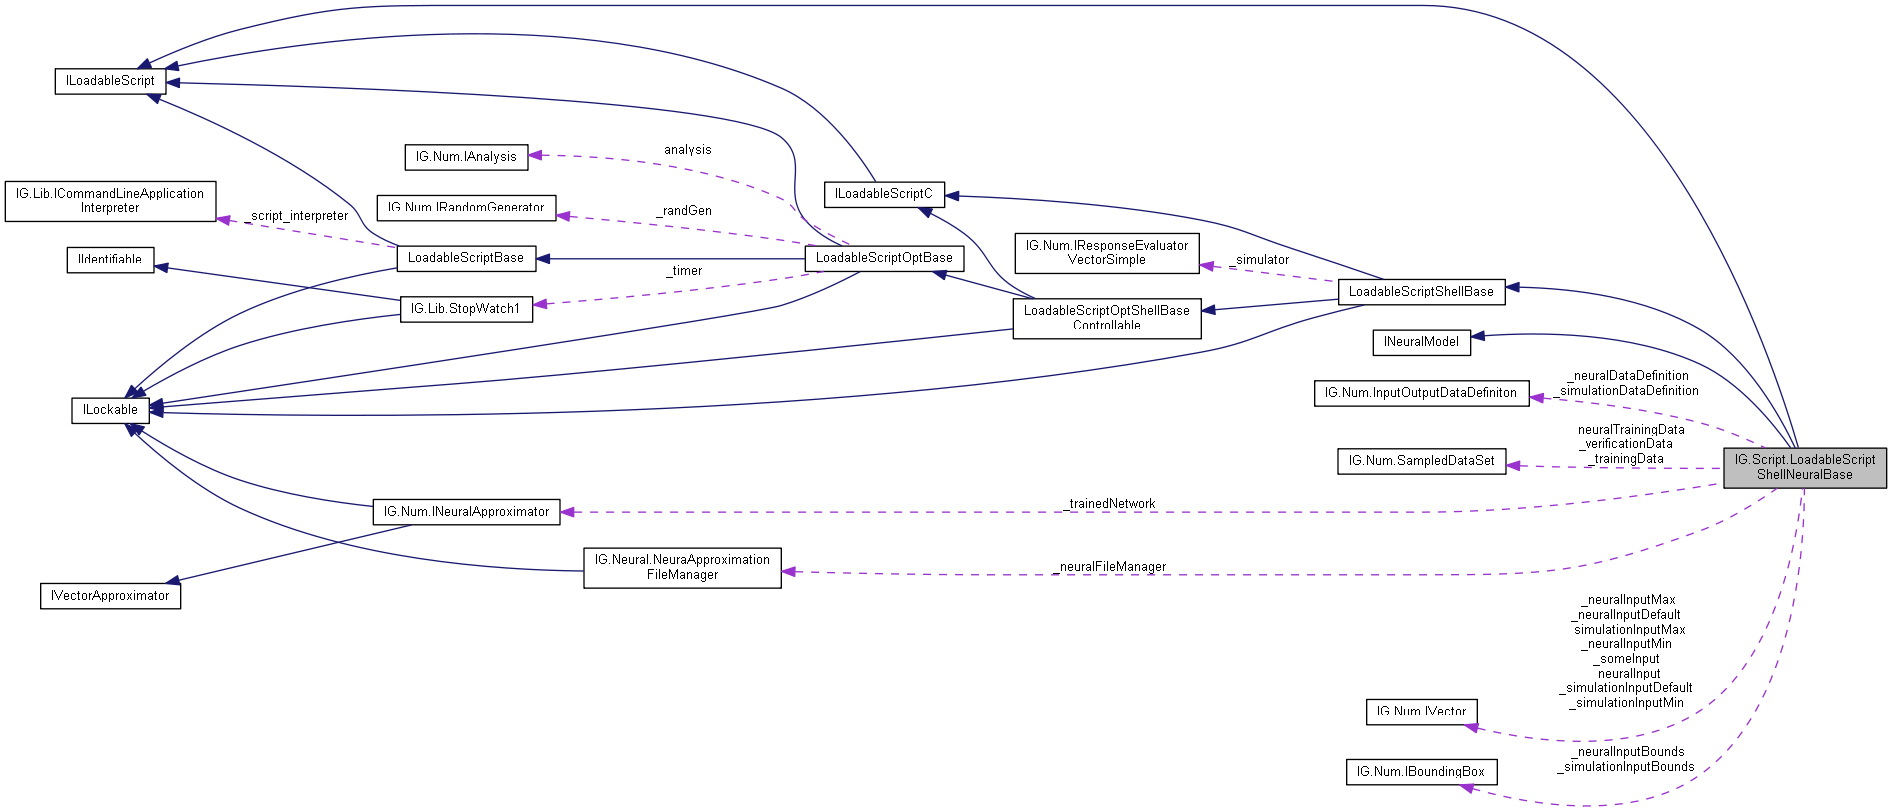 ILoadableScript
IG.Num.IAnalysis
analysis
IG.Lib.ICommandLineApplication
Interpreter
_script_interpreter
IG.Num.IRandomGenerator
_randGen
ILoadableScriptC
IIdentifiable
LoadableScriptBase
LoadableScriptOptBase
IG.Num.IResponseEvaluator
VectorSimple
_simulator
_timer
IG.Lib.StopWatch1
LoadableScriptOptShellBase
Controllable
LoadableScriptShellBase
INeuralModel
ILockable
IG.Num.InputOutputDataDefiniton
_neuralDataDefinition
_simulationDataDefinition
IG.Num.SampledDataSet
neuralTrainingData
_verificationData
_trainingData
IG.Script.LoadableScript
ShellNeuralBase
IG.Num.INeuralApproximator
_trainedNetwork
IG.Neural.NeuraApproximation
FileManager
_neuralFileManager
IVectorApproximator
_neuralInputMax
_neuralInputDefault
simulationInputMax
_neuralInputMin
_someInput
neuralInput
_simulationInputDefault
_simulationInputMin
IG.Num.IVector
_neuralInputBounds
_simulationInputBounds
IG.Num.IBoundingBox